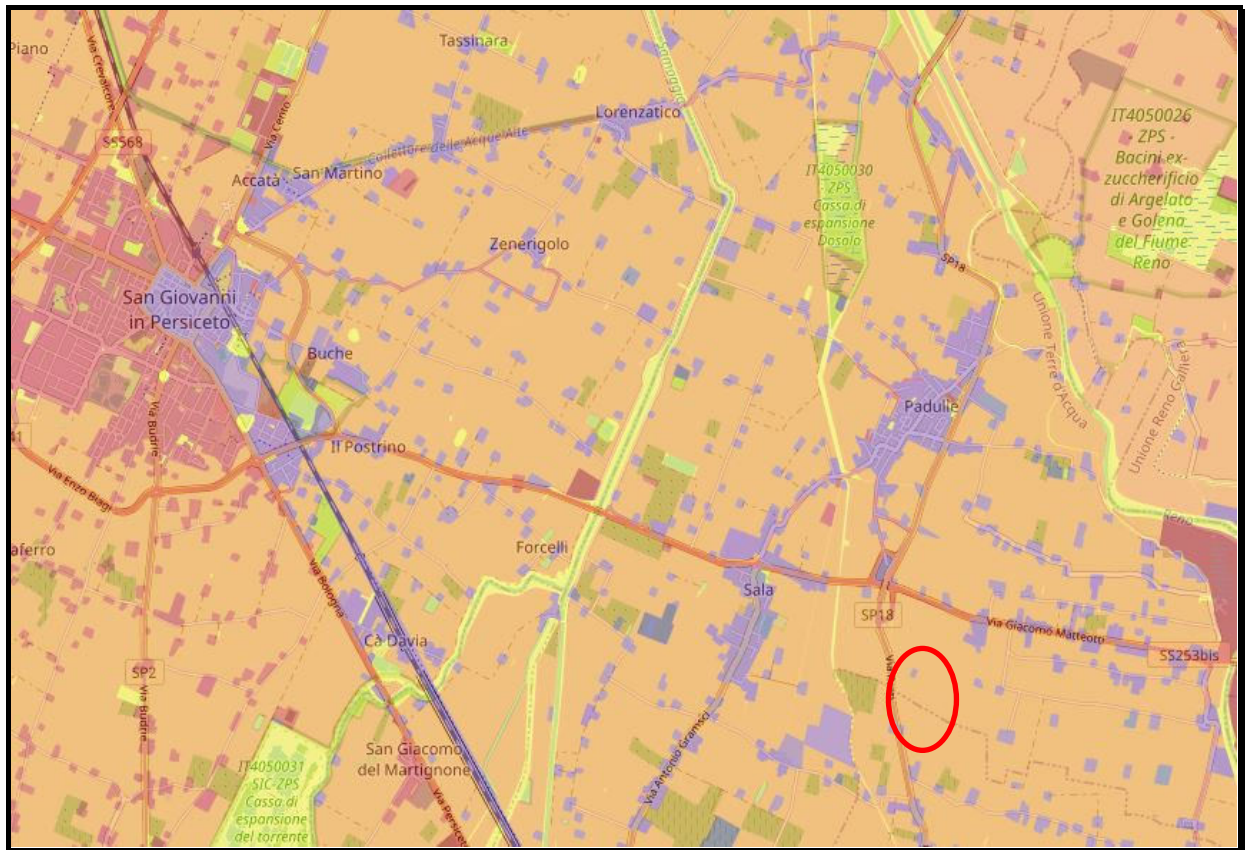 Piano
Via Crevalcore
Tassinara
SS568
Via Cento
Lorenzatico
Samoggia
Collettore delle Acque Alte
Accatà
San Martino
IT4050026
- ZPS -
Bacini ex-
zuccherificio
di Argelato
e Golena
del Fiume
Reno
IT4050030
ZPS
Cassa di
espansione
Dosolo
Zenerigolo
SP18
San Giovanni
in Persiceto
Buche
Unione Terre d'Acqua
Unione Reno Galliera
Padulle
Via Budrie
Il Postrino
Via Enzo Biagi
Reno
Forcelli
Via Bologna
Sala
SP18
Via Giacomo Matteotti
SS253bis
Cà Davia
SP2
Via Budrie
Via Antonio Gramsci
San Giacomo
del Martignone
IT4050031
SIC-ZPS
Cassa di
espansione
del torrente